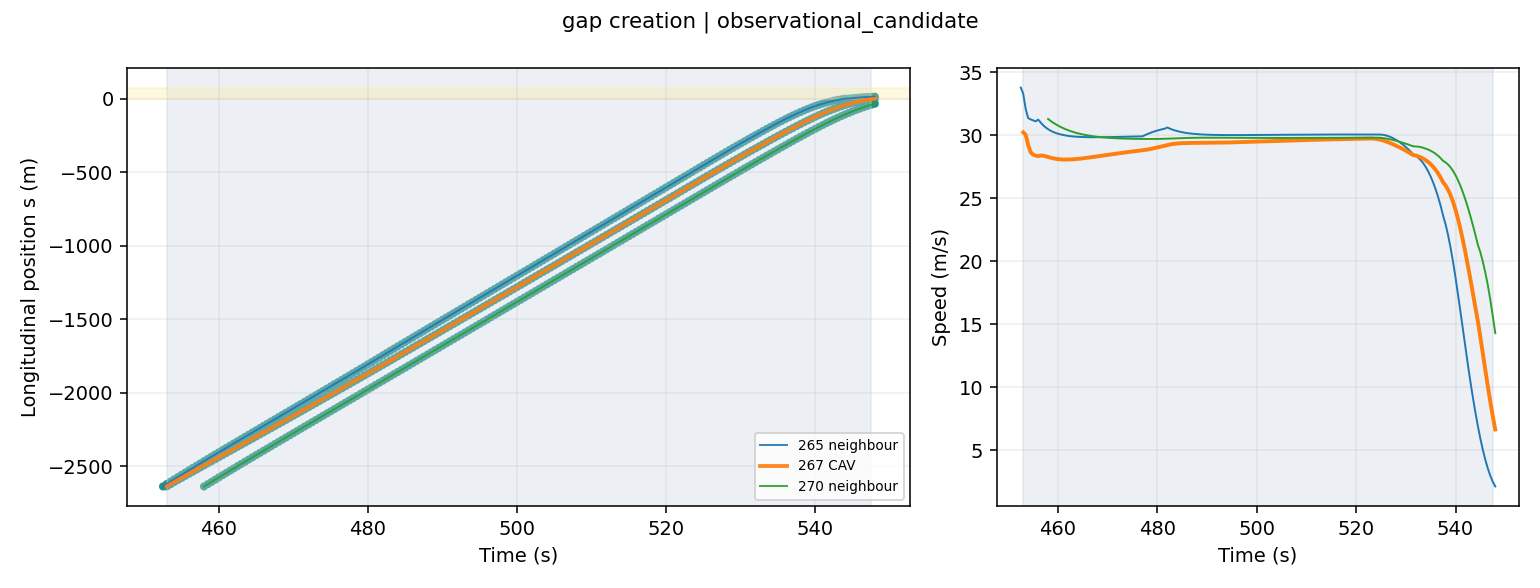 gap creation | observational_candidate
Longitudinal position s (m)
0
−500
−1000
−1500
−2000
−2500
460
480
500
520
540
Time (s)
265 neighbour
267 CAV
270 neighbour
Speed (m/s)
35
30
25
20
15
10
5
460
480
500
520
540
Time (s)